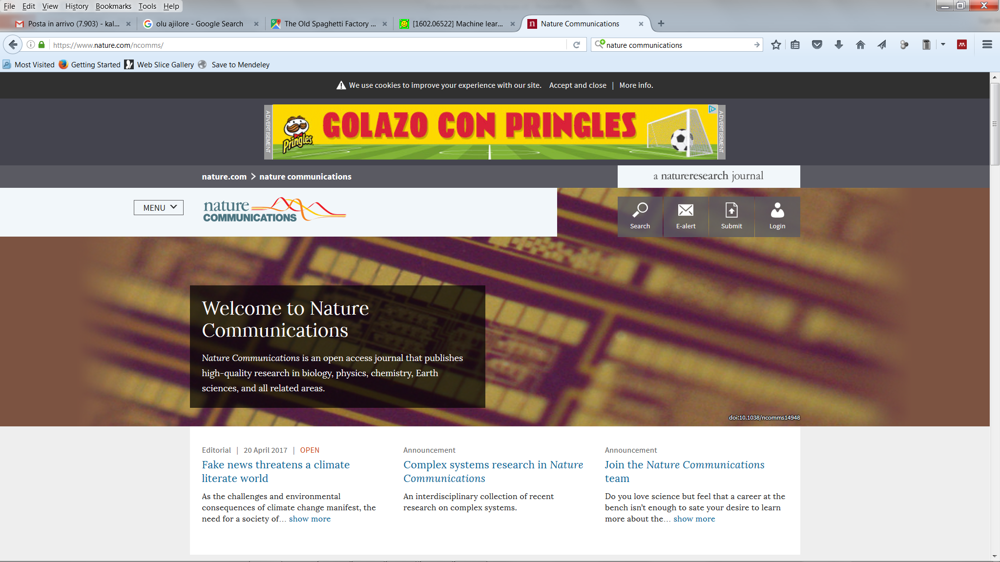 File Edit View History Bookmarks Tools Help
Posta in arrivo (7.903) - kal...
olu ajilore - Google Search
The Old Spaghetti Factory ...
[1602.06522] Machine lear...
Nature Communications
https://www.nature.com/ncomms/
nature communications
Most Visited Getting Started Web Slice Gallery Save to Mendeley
We use cookies to improve your experience with our site. Accept and close | More info.
ADVERTISEMENT
Pringles
GOLAZO CON PRINGLES
ADVERTISEMENT
nature.com > nature communications
a natureresearch journal
MENU
nature
COMMUNICATIONS
Search E-alert Submit Login
Welcome to Nature
Communications
Nature Communications is an open access journal that publishes
high-quality research in biology, physics, chemistry, Earth
sciences, and all related areas.
doi:10.1038/ncomms14948
Editorial | 20 April 2017 | OPEN
Fake news threatens a climate
literate world
As the challenges and environmental
consequences of climate change manifest, the
need for a society of… show more
Announcement
Complex systems research in Nature
Communications
An interdisciplinary collection of recent
research on complex systems.
Announcement
Join the Nature Communications
team
Do you love science but feel that a career at the
bench isn't enough to sate your desire to learn
more about the… show more